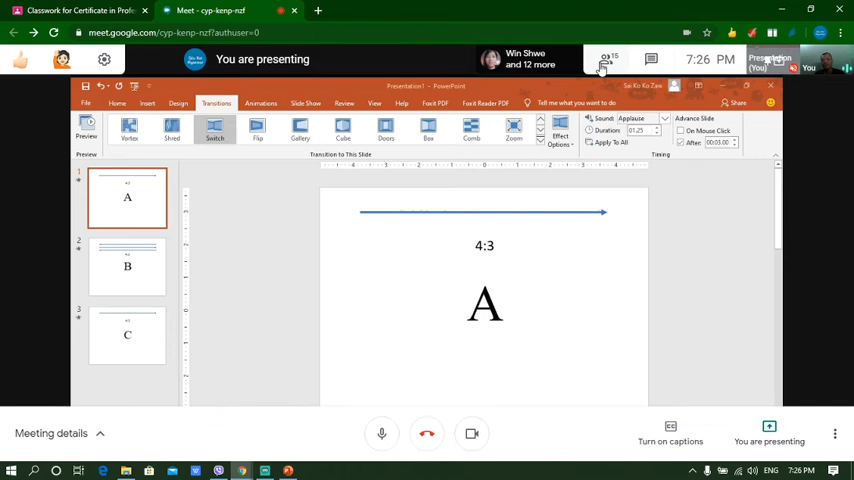 Classwork for Certificate in Profes
Meet - cyp-kenp-nzf
meet.google.com/cyp-kenp-nzf?authuser=0
You are presenting
Win Shwe
and 12 more
15
7:26 PM
Presentation
(You)
You
Presentation1 - PowerPoint
Sai Ko Ko Zaw
File Home Insert Design Transitions Animations Slide Show Review View Help Foxit PDF Foxit Reader PDF Tell me what you want to do Share
Preview
Vortex Shred Switch Flip Gallery Cube Doors Box Comb Zoom
Effect
Options
Sound: Applause
Duration: 01.25
Apply To All
Advance Slide
On Mouse Click
After: 00:03.00
Preview Transition to This Slide Timing
1
A
2
B
3
C
4:3
A
Meeting details
Turn on captions
You are presenting
ENG 7:26 PM